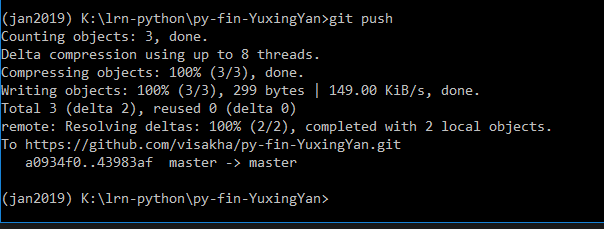 (jan2019) K:\lrn-python\py-fin-YuxingYan>git push
Counting objects: 3, done.
Delta compression using up to 8 threads.
Compressing objects: 100% (3/3), done.
Writing objects: 100% (3/3), 299 bytes | 149.00 KiB/s, done.
Total 3 (delta 2), reused 0 (delta 0)
remote: Resolving deltas: 100% (2/2), completed with 2 local objects.
To https://github.com/visakha/py-fin-YuxingYan.git
   a0934f0..43983af  master -> master
(jan2019) K:\lrn-python\py-fin-YuxingYan>